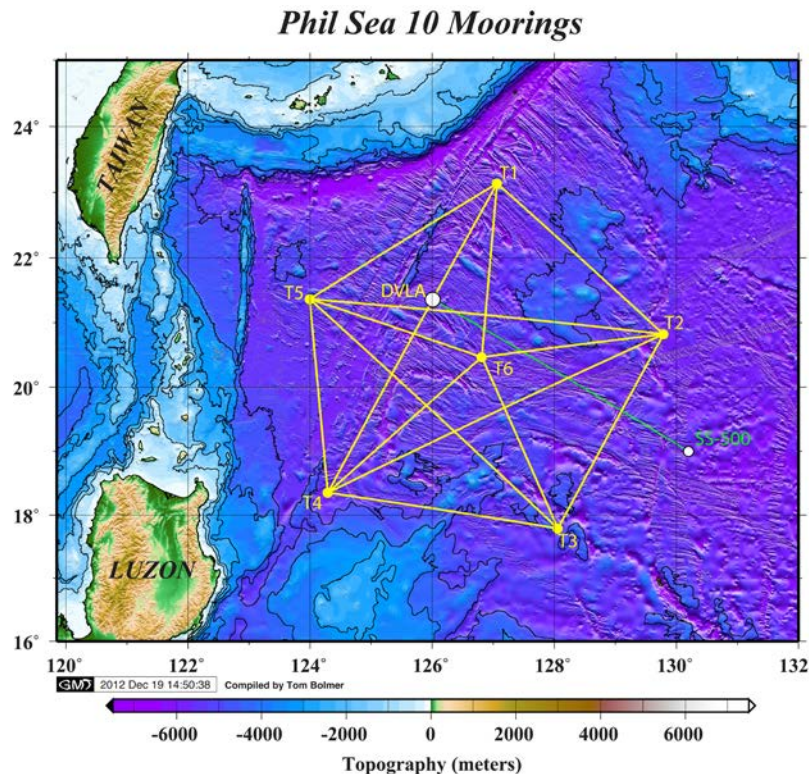 Phil Sea 10 Moorings
24°
22°
20°
18°
16°
TAIWAN
LUZON
T1
DVLA
T5
T2
T6
SS-500
T4
T3
120° 122° 124° 126° 128° 130° 132°
GMD 2012 Dec 19 14:50:38 Compiled by Tom Bolmer
-6000 -4000 -2000 0 2000 4000 6000
Topography (meters)